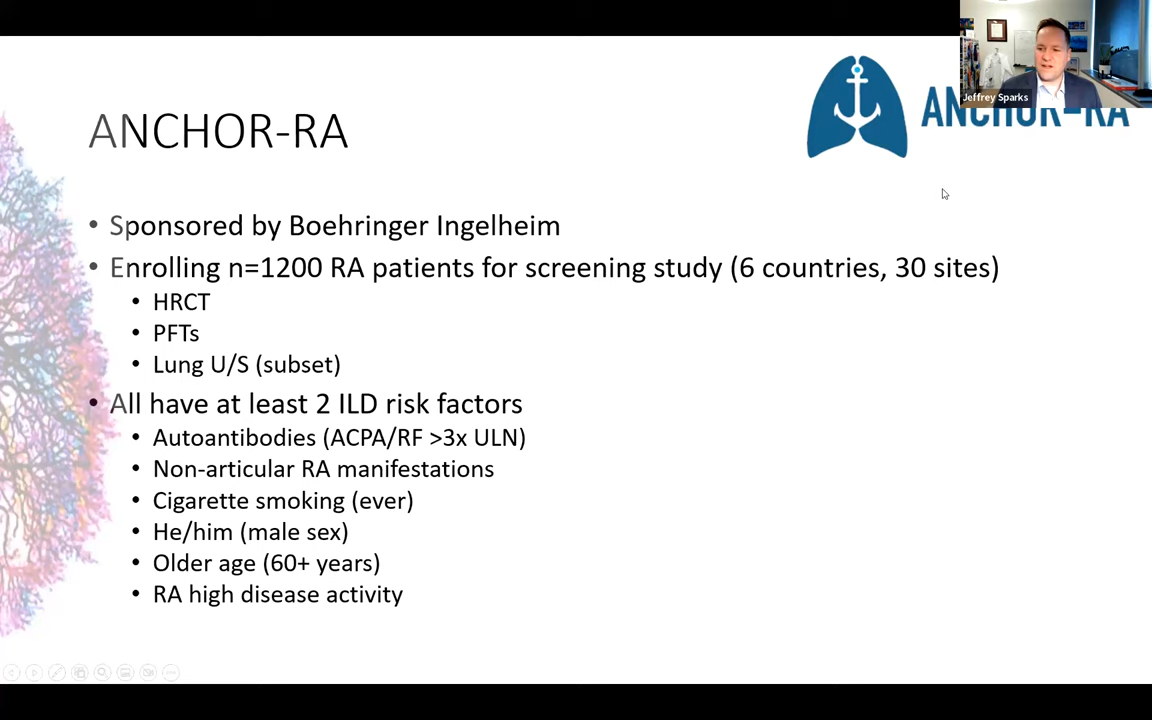 Jeffrey Sparks
ANCHOR-RA
ANCHOR-RA
• Sponsored by Boehringer Ingelheim
• Enrolling n=1200 RA patients for screening study (6 countries, 30 sites)
• HRCT
• PFTs
• Lung U/S (subset)
• All have at least 2 ILD risk factors
• Autoantibodies (ACPA/RF >3x ULN)
• Non-articular RA manifestations
• Cigarette smoking (ever)
• He/him (male sex)
• Older age (60+ years)
• RA high disease activity